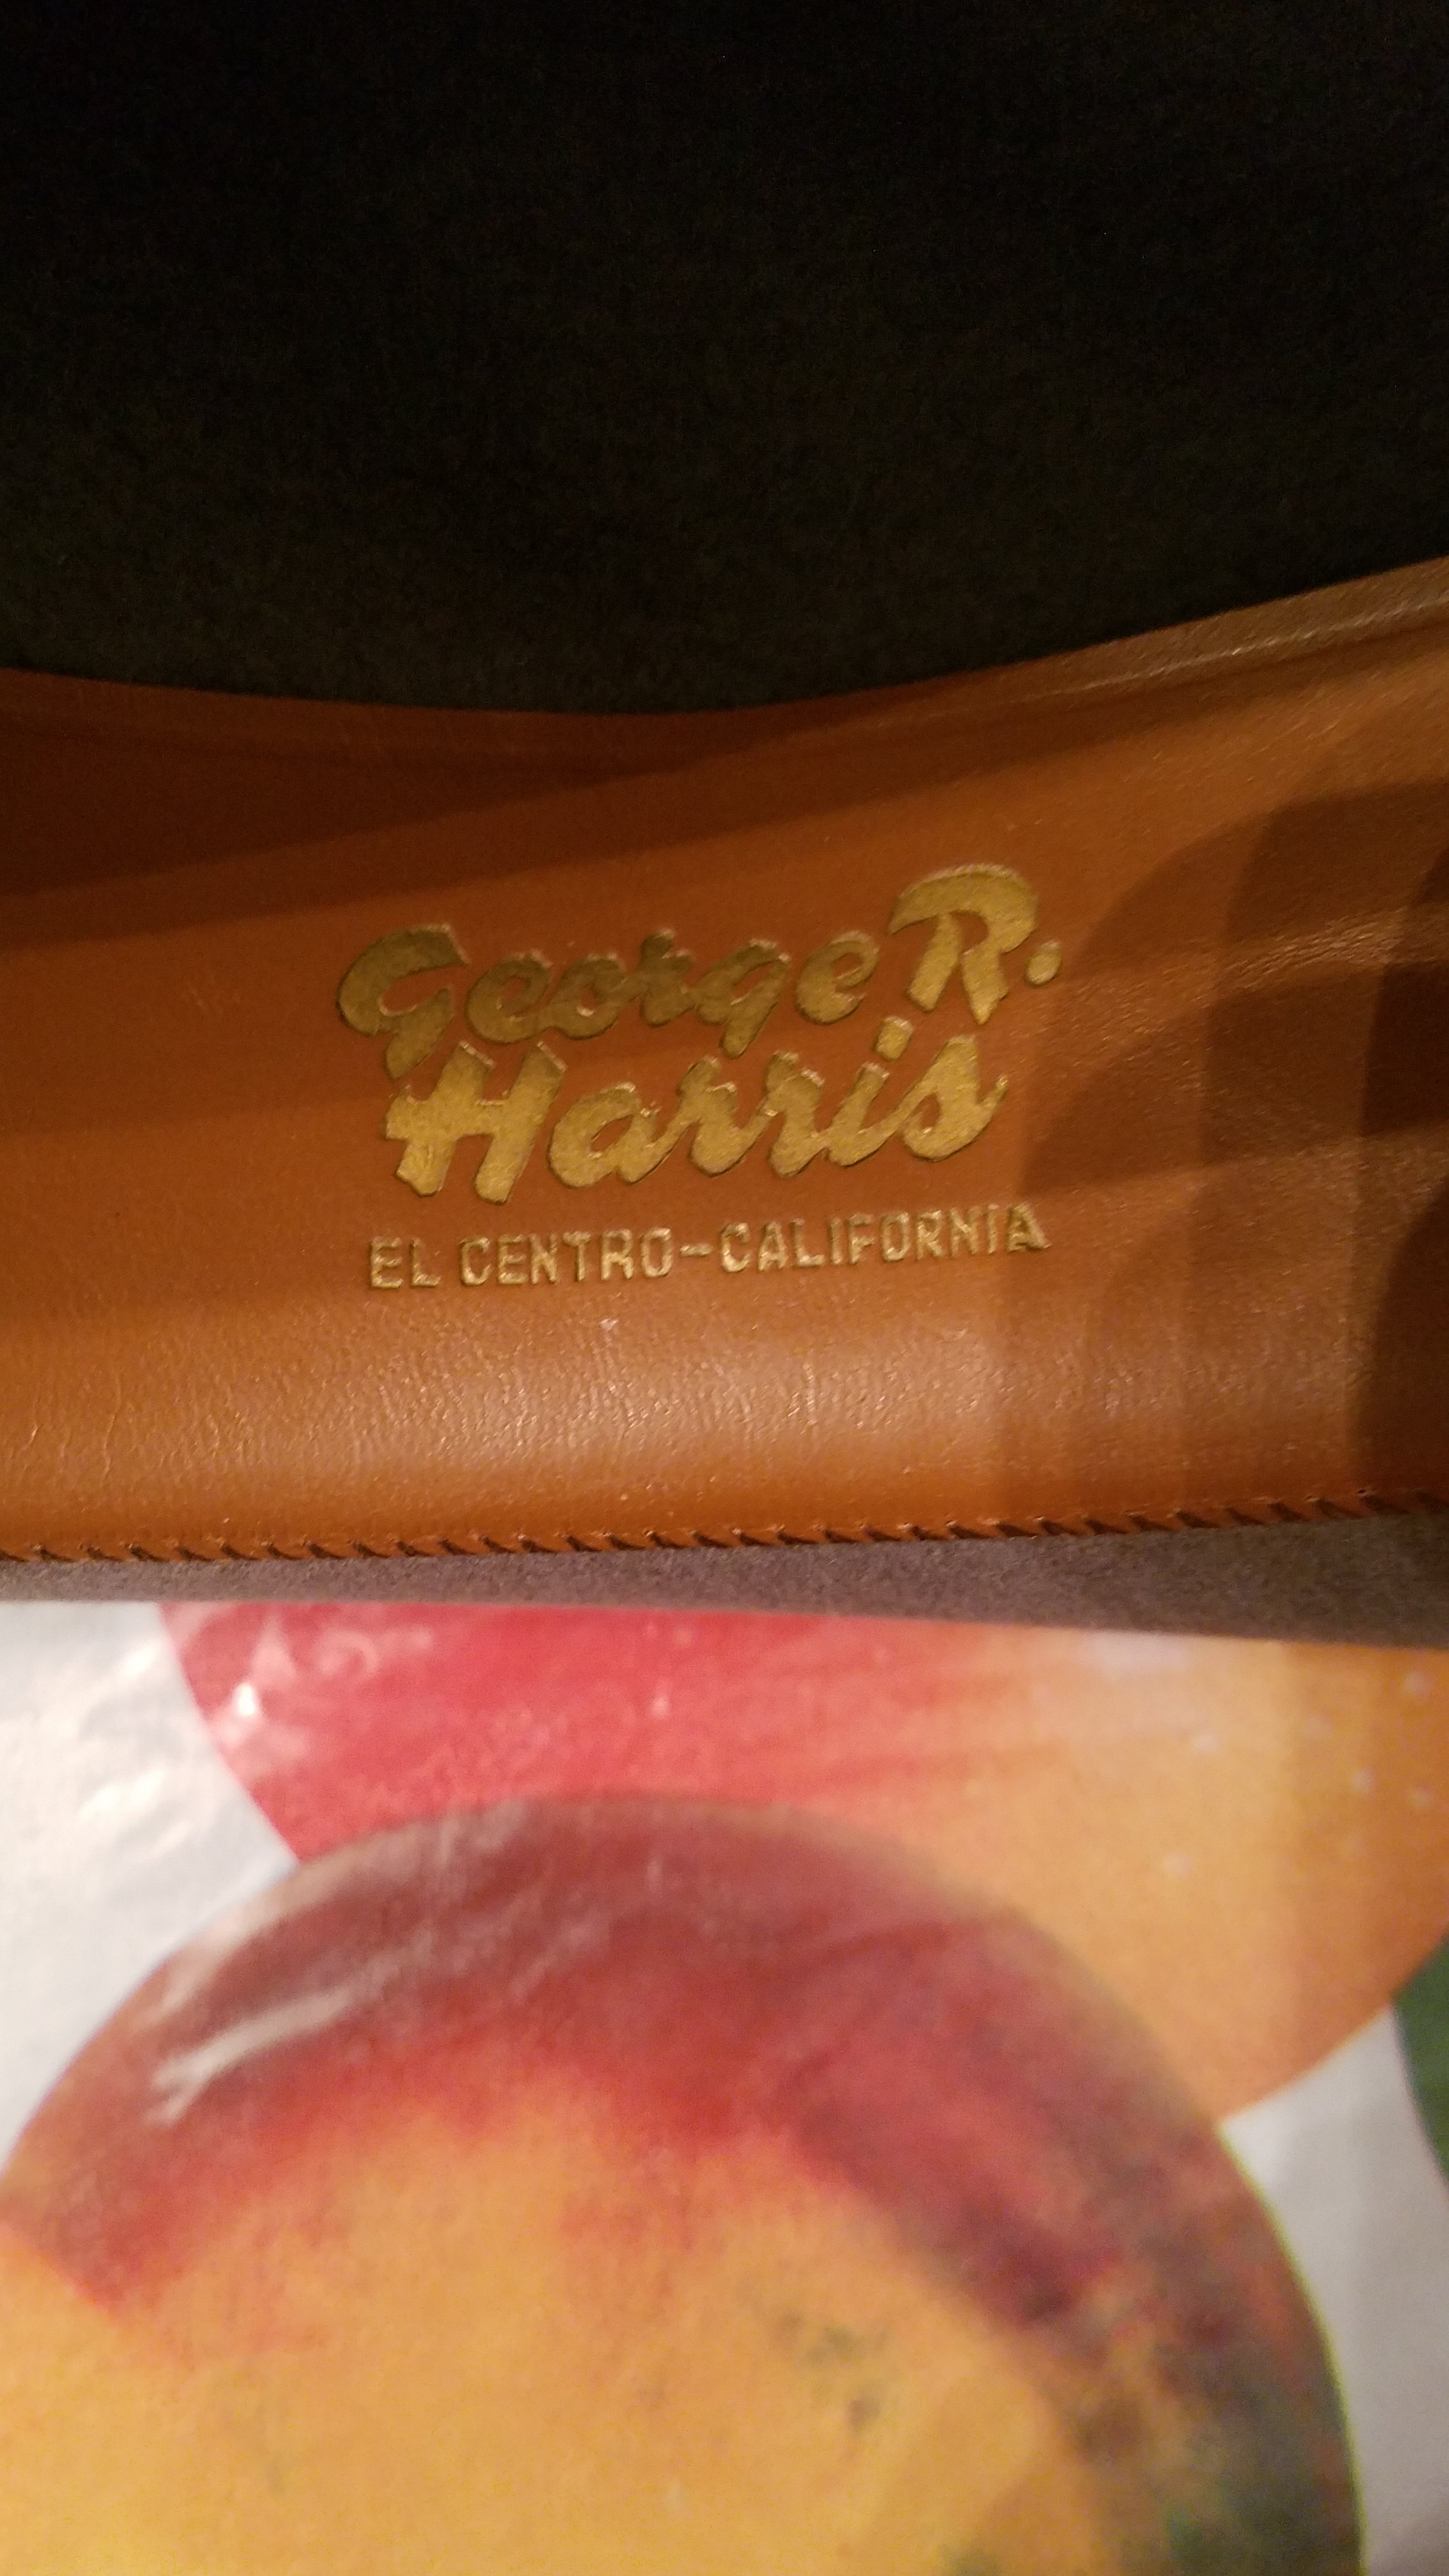 George R.
Harris
EL CENTRO-CALIFORNIA